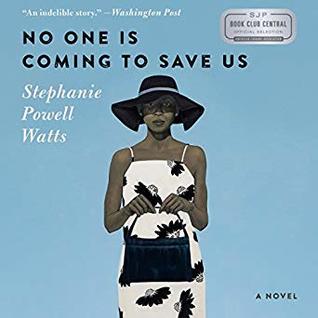 "An indelible story." —Washington Post
SJP
BOOK CLUB CENTRAL
OFFICIAL SELECTION
NO ONE IS
COMING TO SAVE US
Stephanie
Powell
Watts
A NOVEL